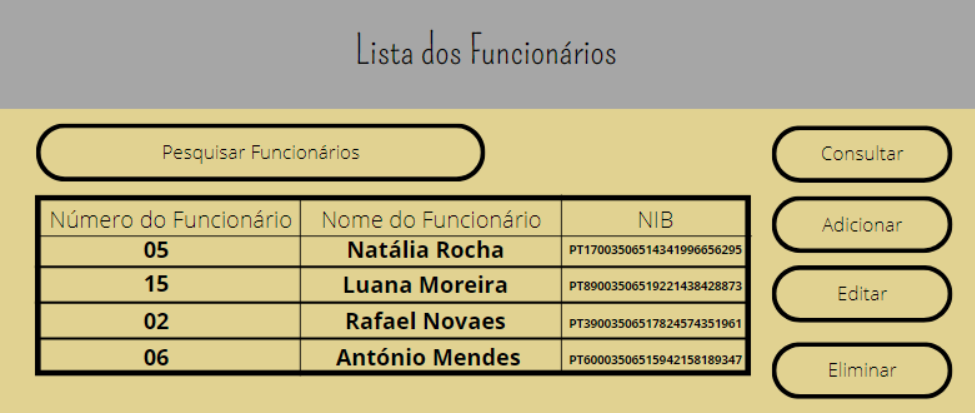 Lista dos Funcionários
Pesquisar Funcionários
Consultar
Adicionar
Editar
Eliminar
Número do Funcionário Nome do Funcionário NIB
05 Natália Rocha PT17003506514341996656295
15 Luana Moreira PT89003506519221438428873
02 Rafael Novaes PT39003506517824574351961
06 António Mendes PT60003506515942158189347